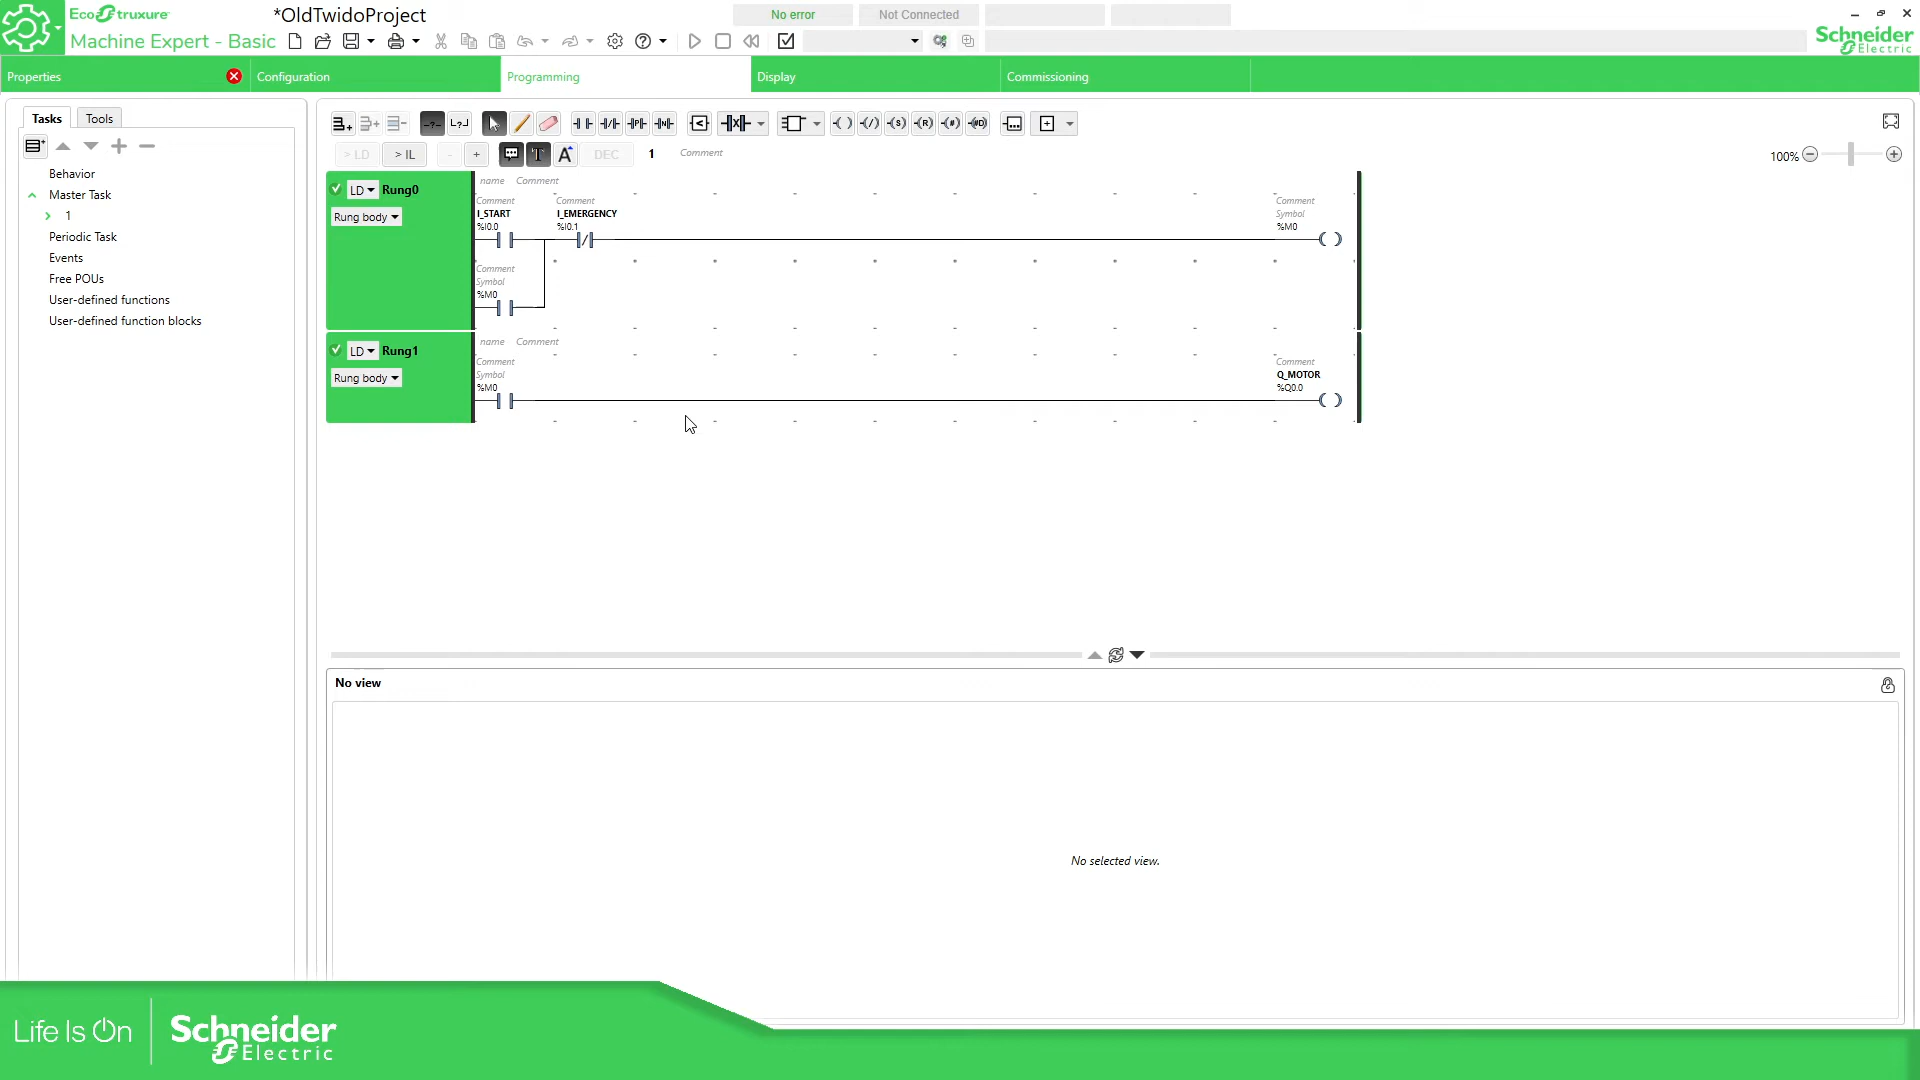 EcoStruxure
*OldTwidoProject
No error
Not Connected
Machine Expert - Basic
Schneider
Electric
Properties
Configuration
Programming
Display
Commissioning
Tasks
Tools
> LD
> IL
-
+
T
A
DEC
1
Comment
100%
Behavior
Master Task
1
Periodic Task
Events
Free POUs
User-defined functions
User-defined function blocks
LD
Rung0
Rung body
name
Comment
Comment
I_START
%I0.0
Comment
I_EMERGENCY
%I0.1
Comment
Symbol
%M0
Comment
Symbol
%M0
LD
Rung1
Rung body
name
Comment
Comment
Symbol
%M0
Comment
Q_MOTOR
%Q0.0
No view
No selected view.
Life Is On
Schneider
Electric